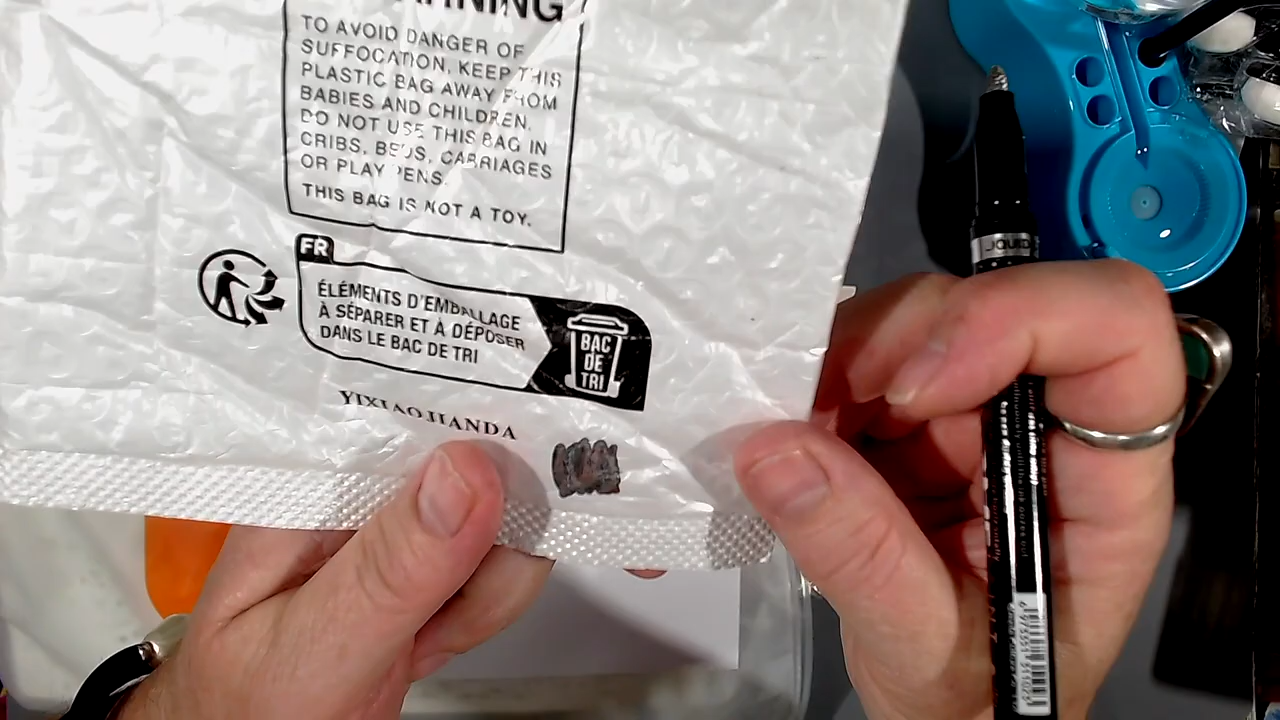 TO AVOID DANGER OF
SUFFOCATION, KEEP THIS
PLASTIC BAG AWAY FROM
BABIES AND CHILDREN.
DO NOT USE THIS BAG IN
CRIBS, BEDS, CARRIAGES
OR PLAY PENS.
THIS BAG IS NOT A TOY.
FR
ÉLÉMENTS D'EMBALLAGE
À SÉPARER ET À DÉPOSER
DANS LE BAC DE TRI
BAC
DE
TRI
YIXIAOJIANDA